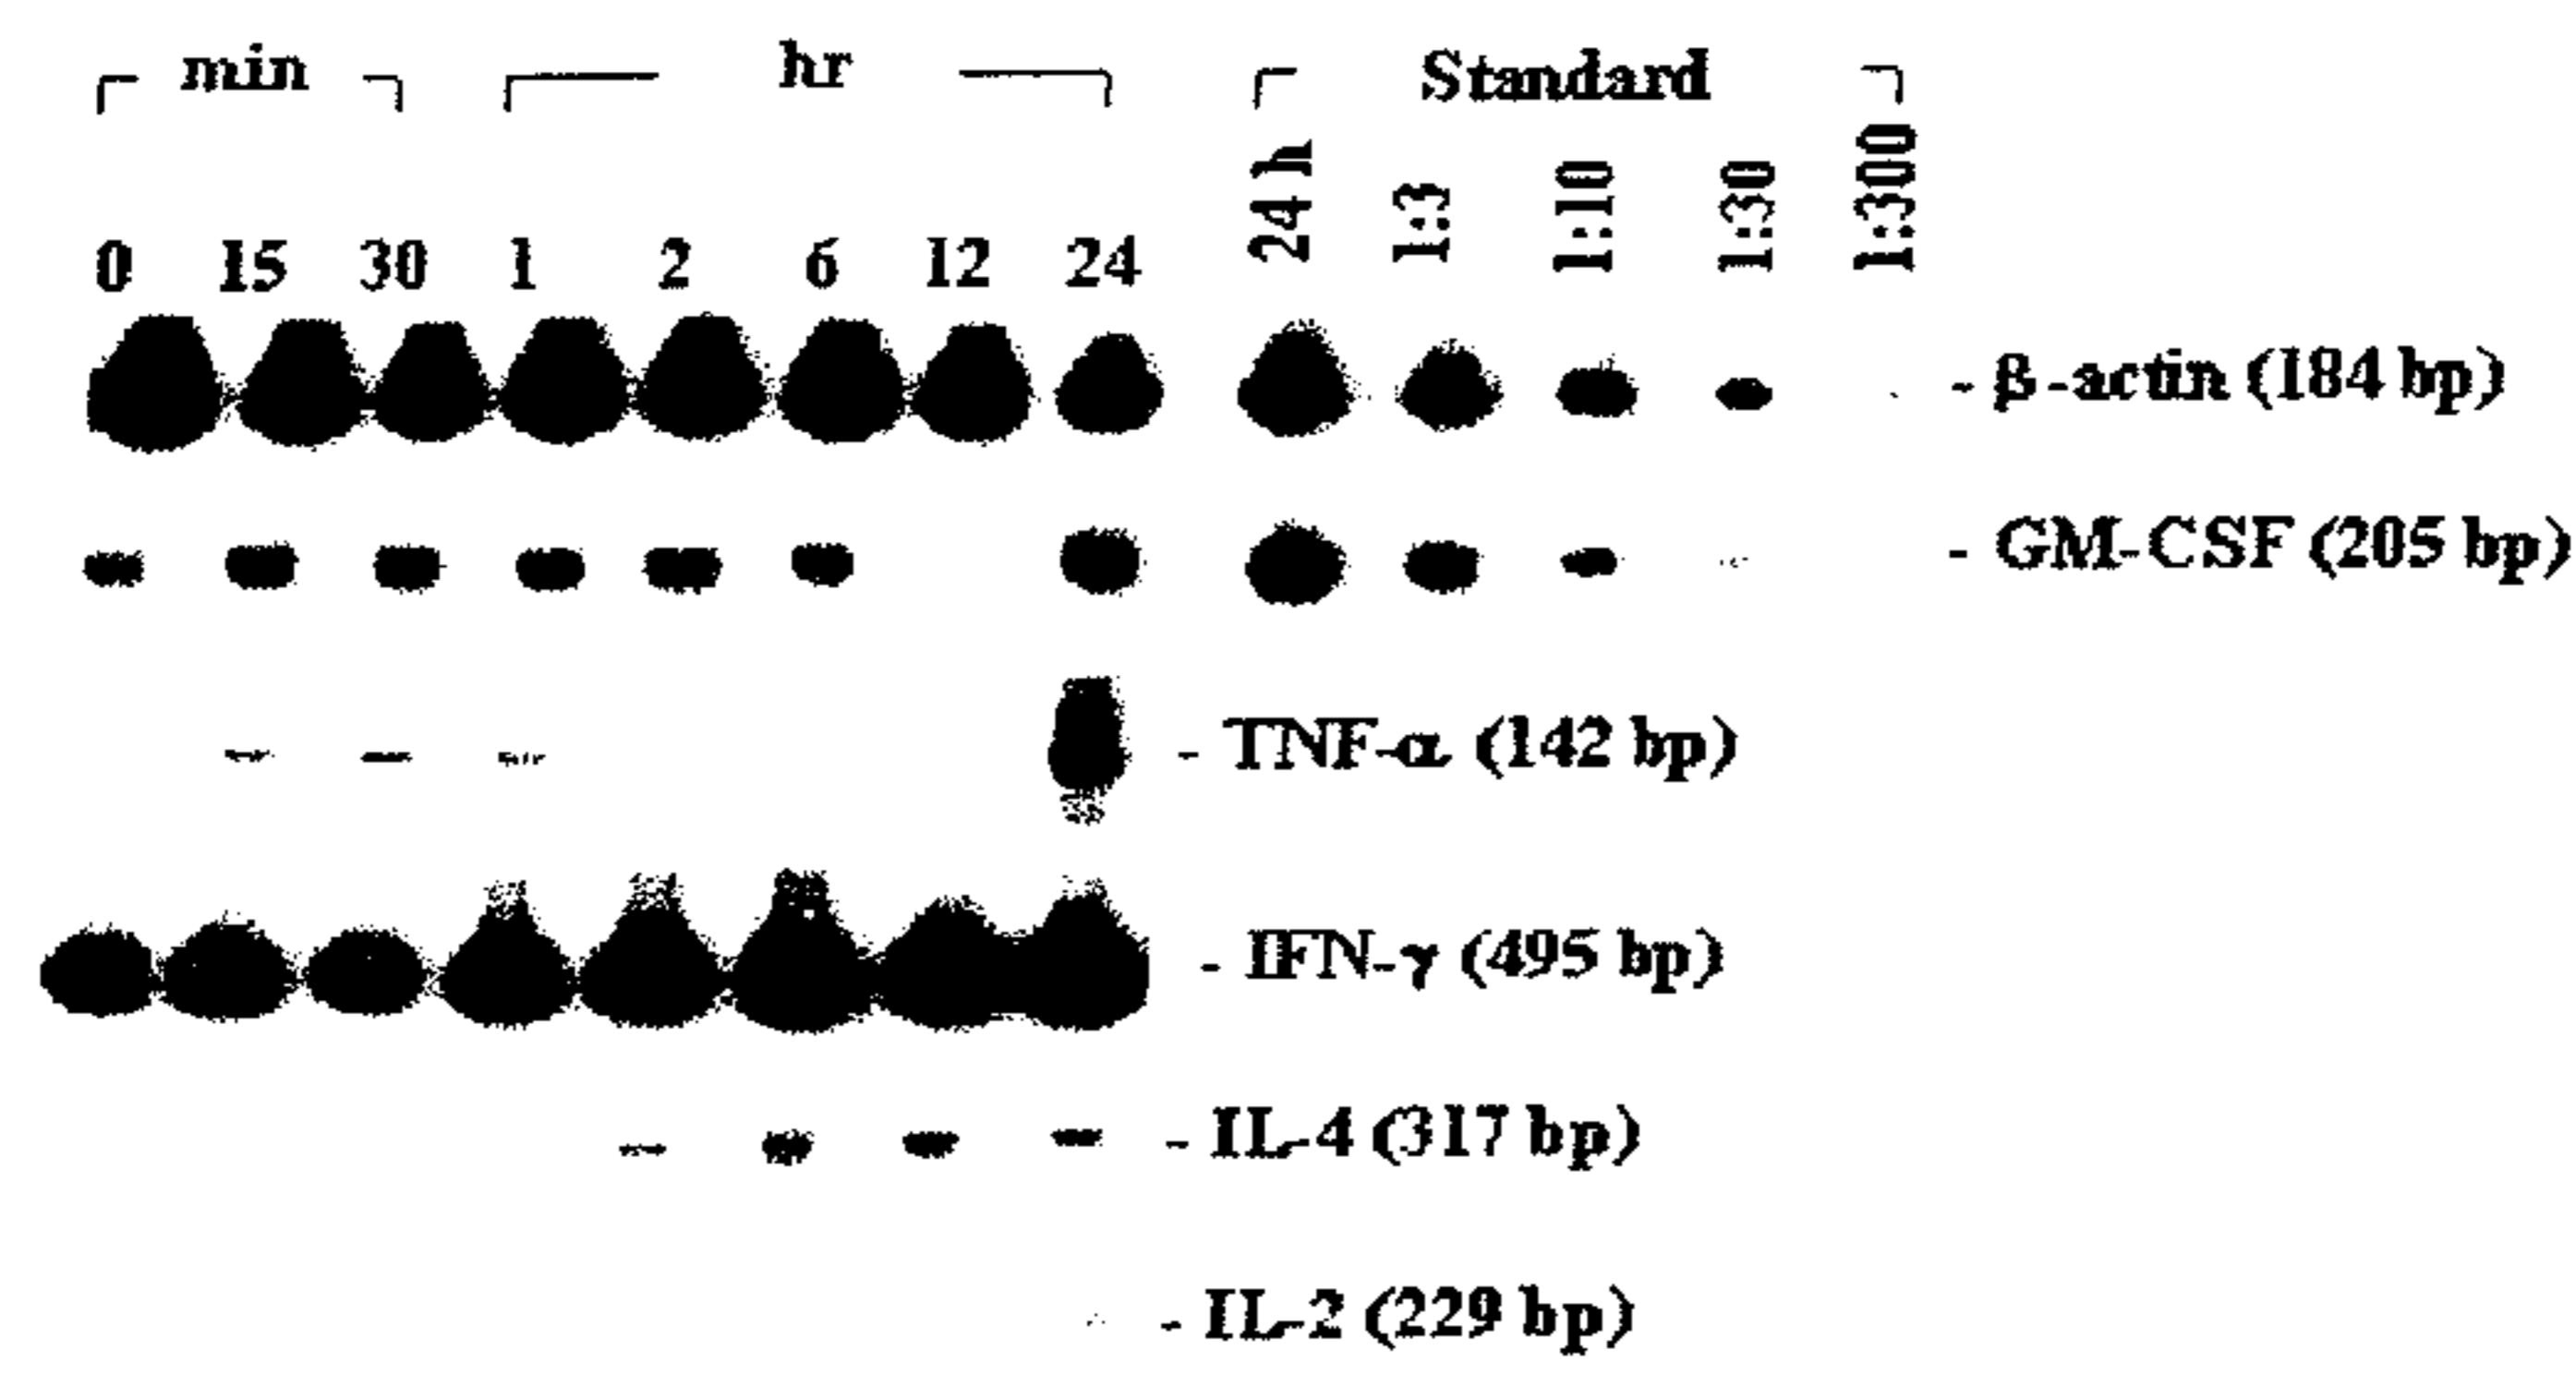 min hr Standard
0 15 30 1 2 6 12 24 24 h 1:3 1:10 1:30 1:300
- β-actin (184 bp)
- GM-CSF (205 bp)
- TNF-α (142 bp)
- IFN-γ (495 bp)
- IL-4 (317 bp)
- IL-2 (229 bp)